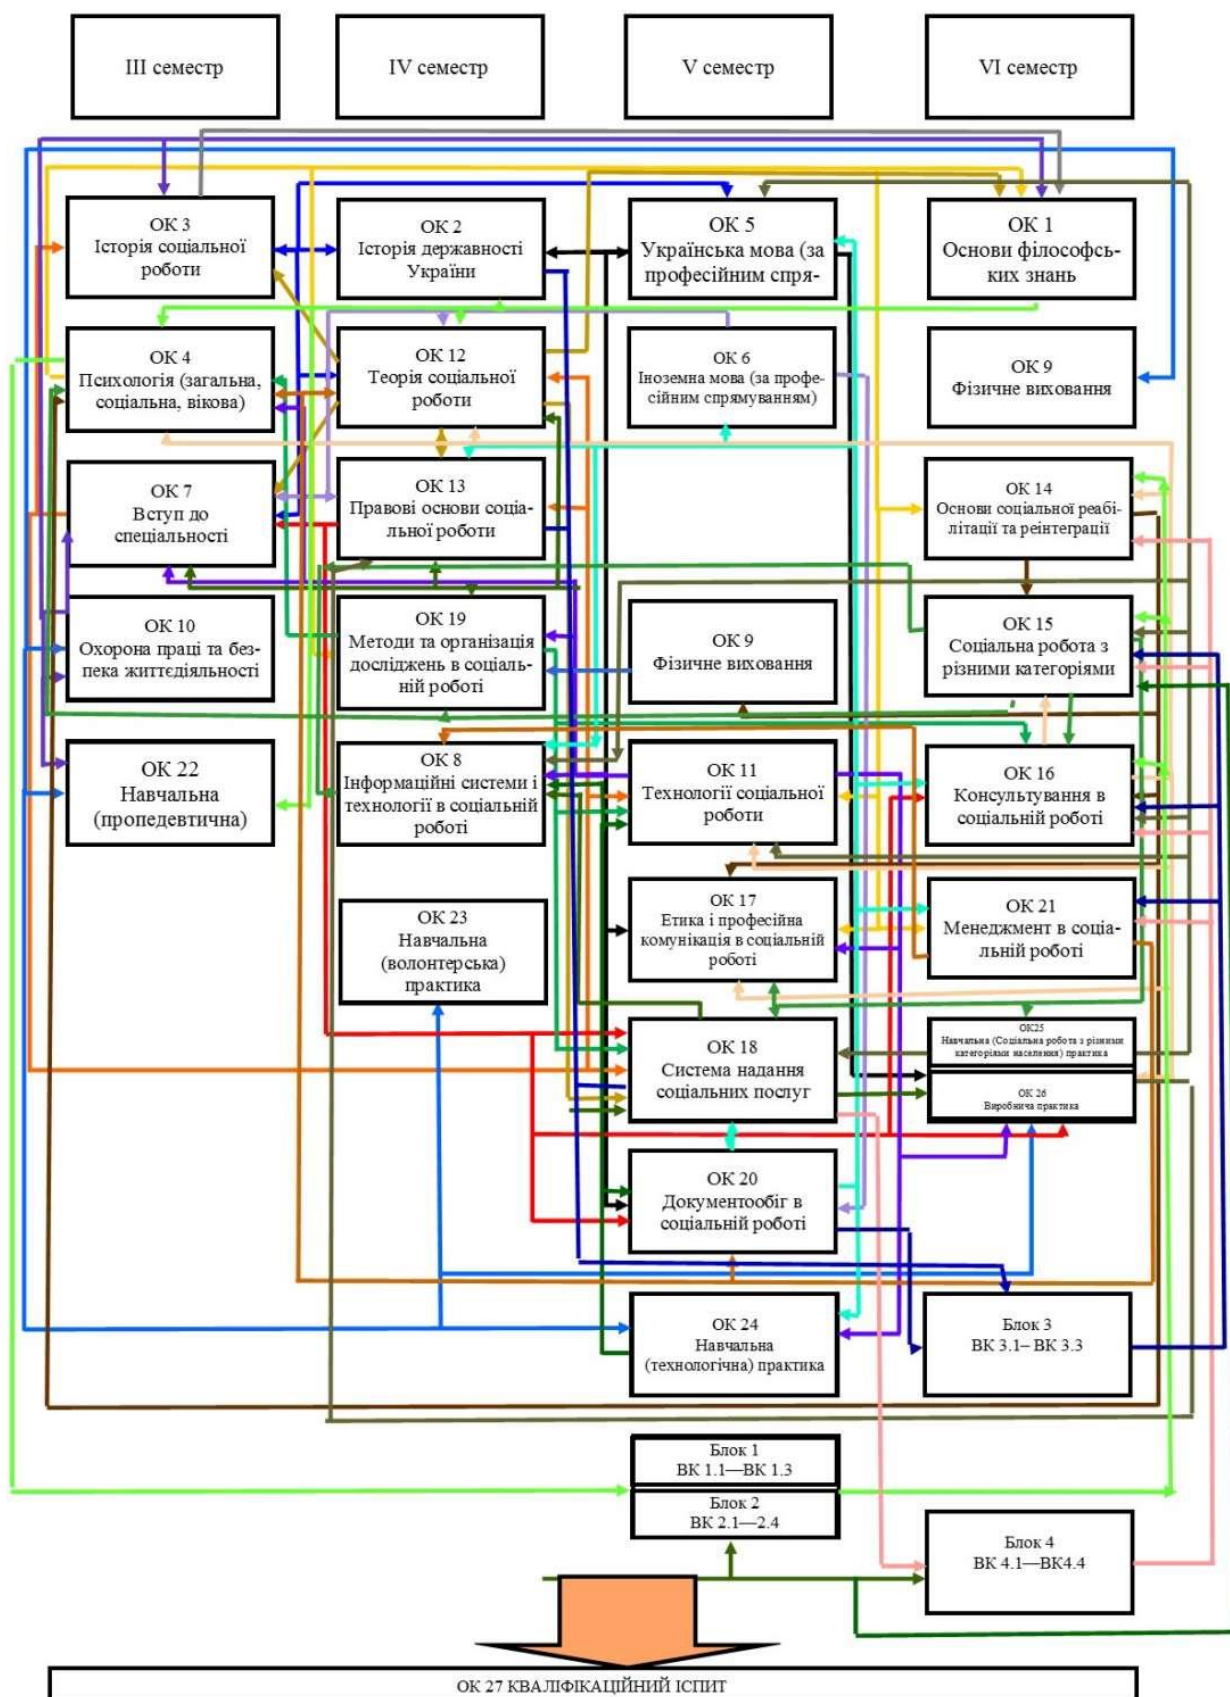 III семестр
IV семестр
V семестр
VI семестр
ОК 3
Історія соціальної
роботи
ОК 2
Історія державності
України
ОК 5
Українська мова (за
професійним спря-
ОК 1
Основи філософсь-
ких знань
ОК 4
Психологія (загальна,
соціальна, вікова)
ОК 12
Теорія соціальної
роботи
ОК 6
Іноземна мова (за профе-
сійним спрямуванням)
ОК 9
Фізичне виховання
ОК 7
Вступ до
спеціальності
ОК 13
Правові основи соціа-
льної роботи
ОК 14
Основи соціальної реабі-
літації та реінтеграції
ОК 10
Охорона праці та без-
пека життєдіяльності
ОК 19
Методи та організація
досліджень в соціаль-
ній роботі
ОК 9
Фізичне виховання
ОК 15
Соціальна робота з
різними категоріями
ОК 22
Навчальна
(пропедевтична)
ОК 8
Інформаційні системи і
технології в соціальній
роботі
ОК 11
Технології соціальної
роботи
ОК 16
Консультування в
соціальній роботі
ОК 23
Навчальна
(волонтерська)
практика
ОК 17
Етика і професійна
комунікація в соціальній
роботі
ОК 21
Менеджмент в соціа-
льній роботі
ОК 18
Система надання
соціальних послуг
ОК25
Навчальна (Соціальна робота з різними
категоріями населення) практика
ОК 26
Виробнича практика
ОК 20
Документообіг в
соціальній роботі
ОК 24
Навчальна
(технологічна) практика
Блок 3
ВК 3.1– ВК 3.3
Блок 1
ВК 1.1—ВК 1.3
Блок 2
ВК 2.1—2.4
Блок 4
ВК 4.1—ВК4.4
ОК 27 КВАЛІФІКАЦІЙНИЙ ІСПИТ